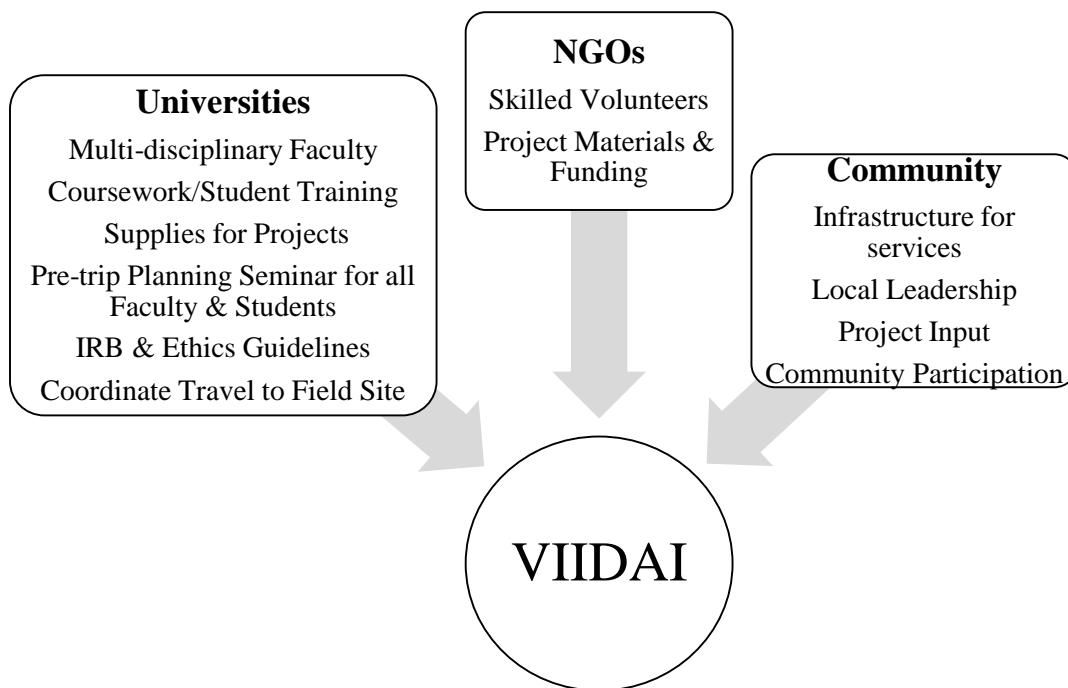 Universities
Multi-disciplinary Faculty
Coursework/Student Training
Supplies for Projects
Pre-trip Planning Seminar for all
Faculty & Students
IRB & Ethics Guidelines
Coordinate Travel to Field Site
NGOs
Skilled Volunteers
Project Materials &
Funding
Community
Infrastructure for
services
Local Leadership
Project Input
Community Participation
VIIDAI